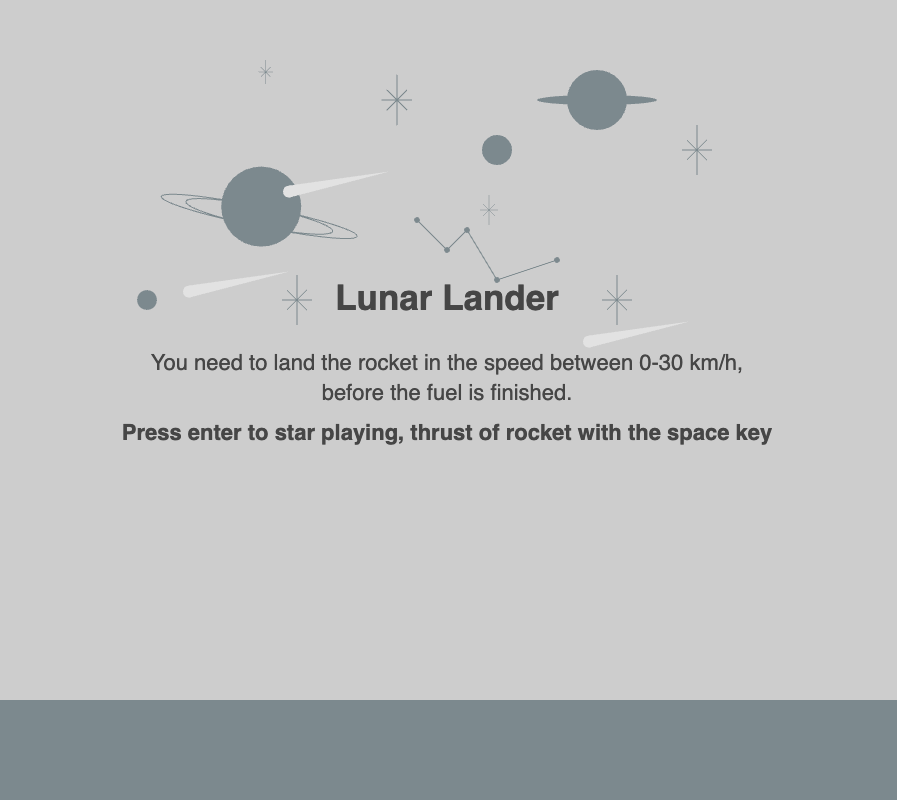 Lunar Lander
You need to land the rocket in the speed between 0-30 km/h,
before the fuel is finished.
Press enter to star playing, thrust of rocket with the space key